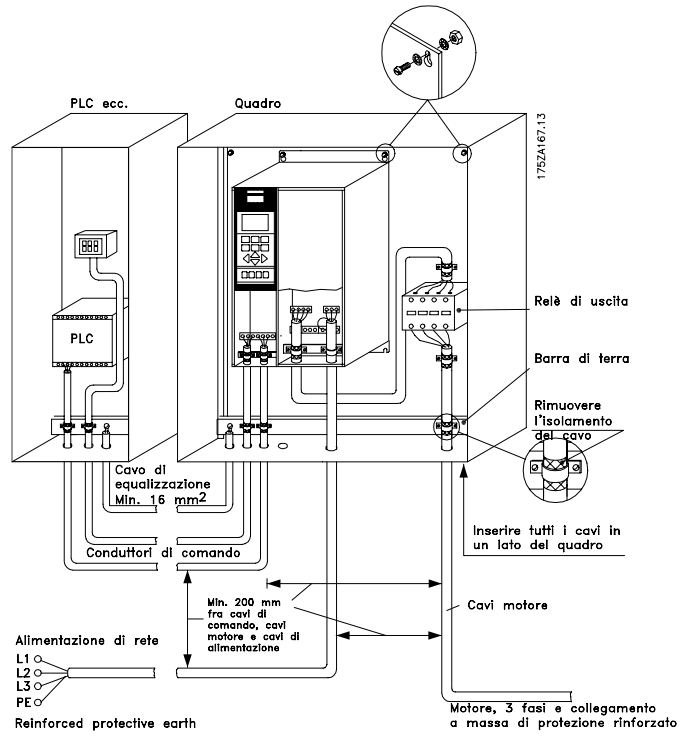 PLC ecc.
Quadro
175ZA167.13
PLC
Relè di uscita
Barra di terra
Rimuovere
l'isolamento
del cavo
Cavo di
equalizzazione
Min. 16 mm2
Conduttori di comando
Inserire tutti i cavi in
un lato del quadro
Min. 200 mm
fra cavi di
comando, cavi
motore e cavi di
alimentazione
Cavi motore
Alimentazione di rete
L1
L2
L3
PE
Reinforced protective earth
Motore, 3 fasi e collegamento
a massa di protezione rinforzato